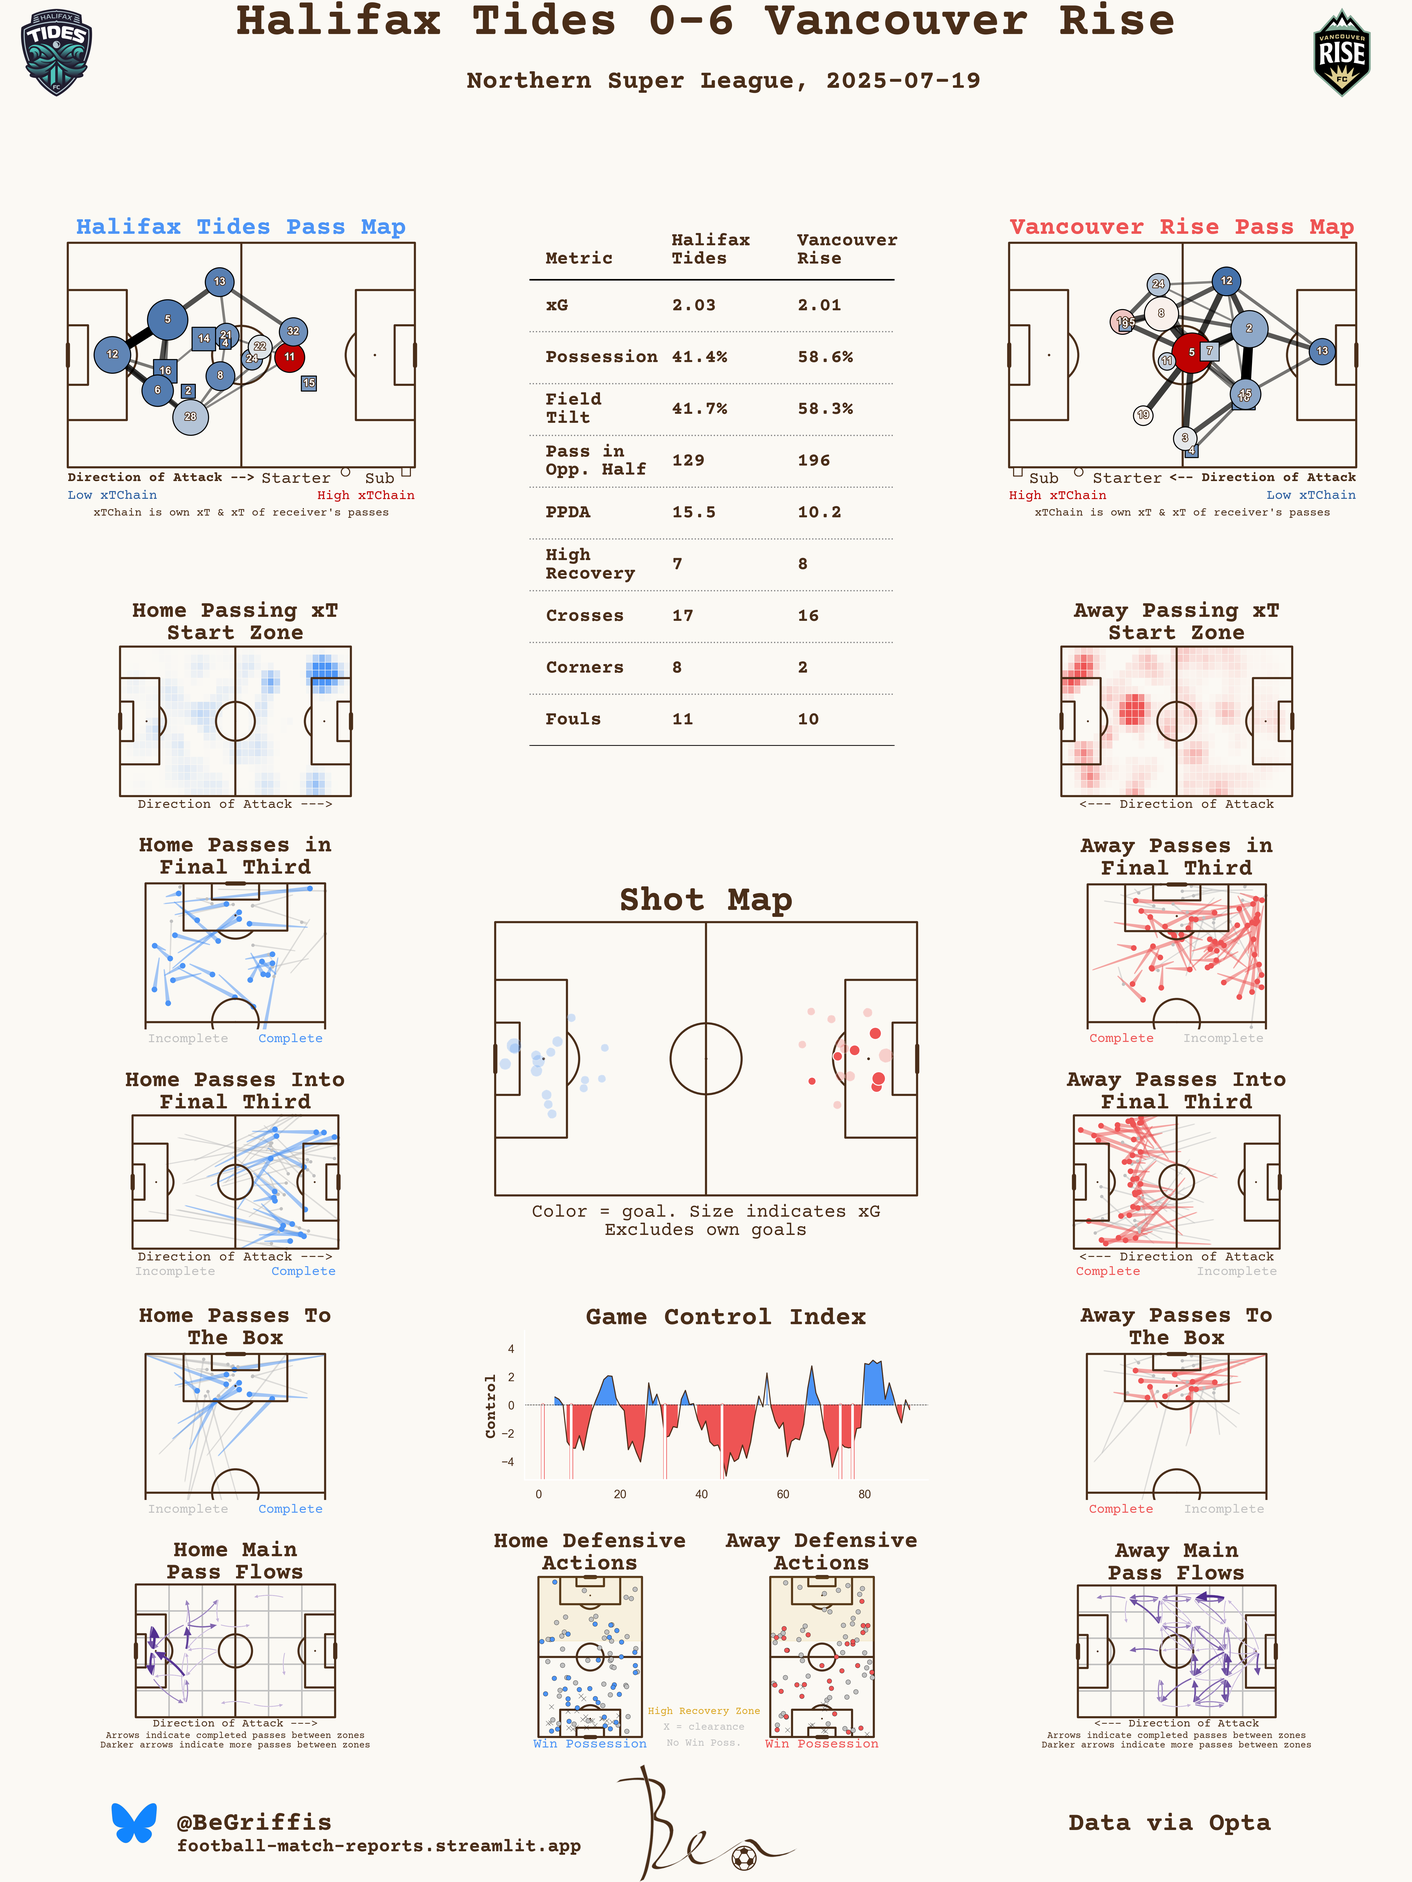 Halifax Tides 0-6 Vancouver Rise
Northern Super League, 2025-07-19
HALIFAX
TIDES
FC
VANCOUVER
RISE
FC
Halifax Tides Pass Map
13
5
14
21
4
32
22
24
11
12
16
6
2
8
15
28
Direction of Attack --> Starter Sub
Low xTChain High xTChain
xTChain is own xT & xT of receiver's passes
Metric Halifax Tides Vancouver Rise
xG 2.03 2.01
Possession 41.4% 58.6%
Field Tilt 41.7% 58.3%
Pass in Opp. Half 129 196
PPDA 15.5 10.2
High Recovery 7 8
Crosses 17 16
Corners 8 2
Fouls 11 10
Vancouver Rise Pass Map
24
12
8
2
5
7
11
13
15
19
3
4
Sub Starter <-- Direction of Attack
High xTChain Low xTChain
xTChain is own xT & xT of receiver's passes
Home Passing xT
Start Zone
Direction of Attack --->
Away Passing xT
Start Zone
<--- Direction of Attack
Home Passes in
Final Third
Incomplete Complete
Away Passes in
Final Third
Complete Incomplete
Shot Map
Color = goal. Size indicates xG
Excludes own goals
Home Passes Into
Final Third
Direction of Attack --->
Incomplete Complete
Away Passes Into
Final Third
<--- Direction of Attack
Complete Incomplete
Home Passes To
The Box
Incomplete Complete
Game Control Index
Control
4
2
0
−2
−4
0 20 40 60 80
Away Passes To
The Box
Complete Incomplete
Home Main
Pass Flows
Direction of Attack --->
Arrows indicate completed passes between zones
Darker arrows indicate more passes between zones
Home Defensive
Actions
Win Possession
Away Defensive
Actions
Win Possession
High Recovery Zone
X = clearance
No Win Poss.
Away Main
Pass Flows
<--- Direction of Attack
Arrows indicate completed passes between zones
Darker arrows indicate more passes between zones
@BeGriffis
football-match-reports.streamlit.app
Ben
Data via Opta